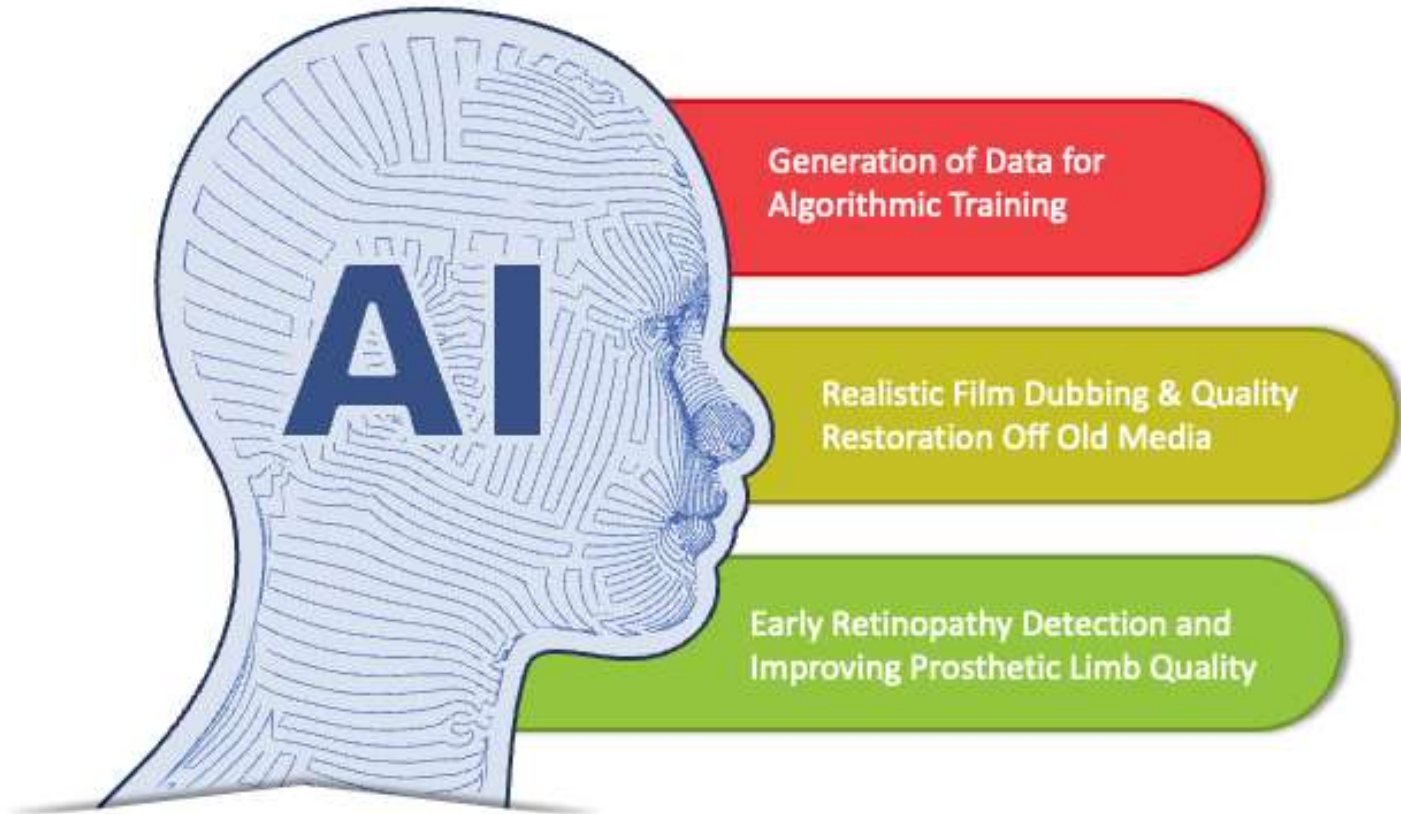 AI
Generation of Data for
Algorithmic Training
Realistic Film Dubbing & Quality
Restoration Off Old Media
Early Retinopathy Detection and
Improving Prosthetic Limb Quality